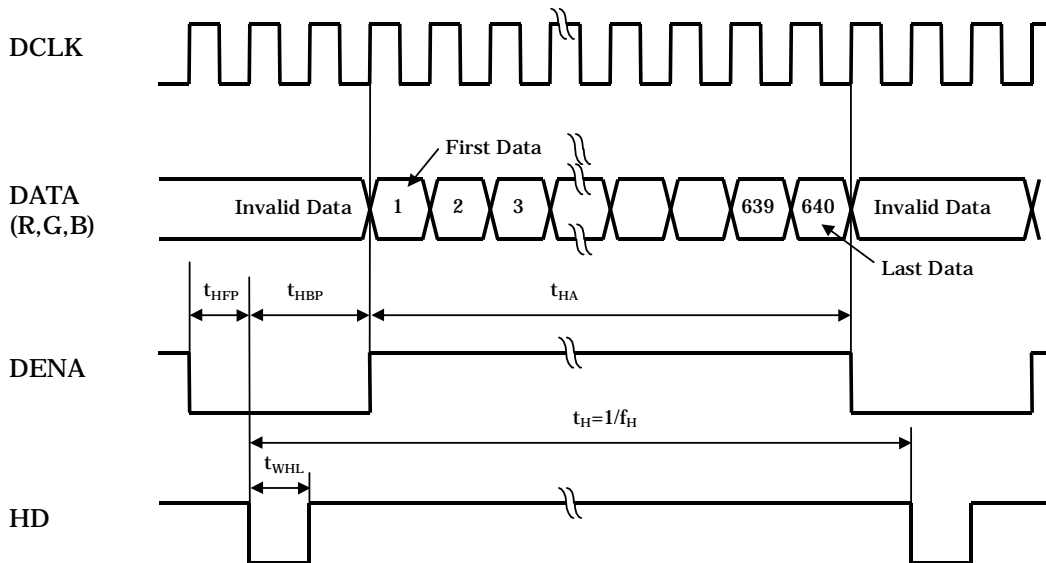 DCLK
First Data
DATA
(R,G,B)
Invalid Data 1 2 3 639 640 Invalid Data
Last Data
tHFP tHBP tHA
DENA
tH=1/fH
tWHL
HD